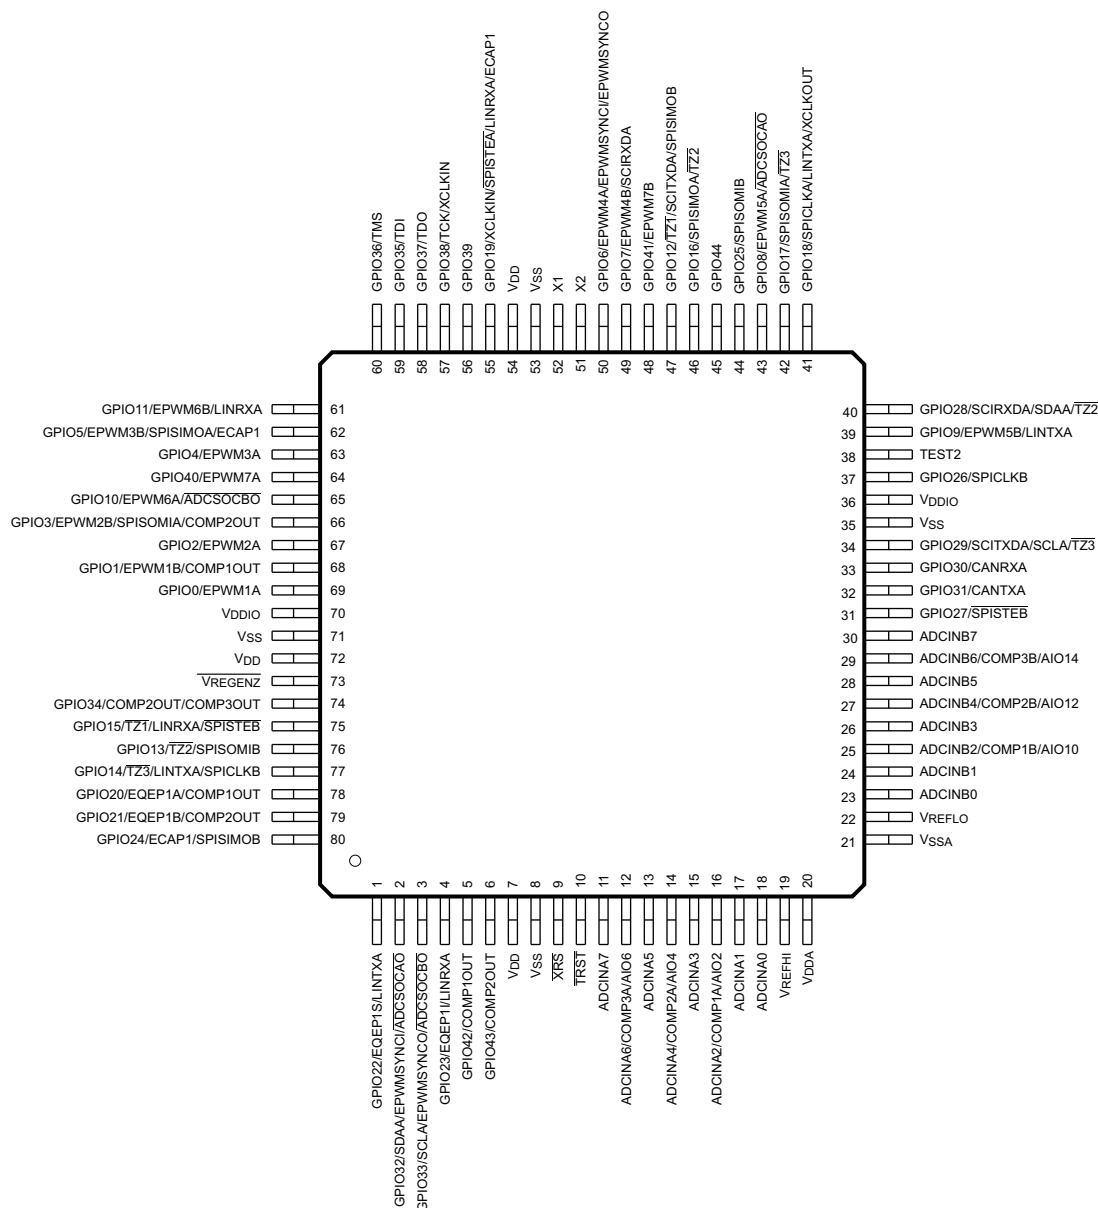 GPIO36/TMS
GPIO35/TDI
GPIO37/TDO
GPIO38/TCK/XCLKIN
GPIO39
GPIO19/XCLKIN/SPISTEA/LINRXA/ECAP1
VDD
VSS
X1
X2
GPIO6/EPWM4A/EPWMSYNCI/EPWMSYNCO
GPIO7/EPWM4B/SCIRXDA
GPIO41/EPWM7B
GPIO12/TZ1/SCITXDA/SPISIMOB
GPIO16/SPISIMOA/TZ2
GPIO44
GPIO25/SPISOMIB
GPIO8/EPWM5A/ADCSOCAO
GPIO17/SPISOMIA/TZ3
GPIO18/SPICLKA/LINTXA/XCLKOUT
60 59 58 57 56 55 54 53 52 51 50 49 48 47 46 45 44 43 42 41
GPIO11/EPWM6B/LINRXA 61
GPIO5/EPWM3B/SPISIMOA/ECAP1 62
GPIO4/EPWM3A 63
GPIO40/EPWM7A 64
GPIO10/EPWM6A/ADCSOCBO 65
GPIO3/EPWM2B/SPISOMIA/COMP2OUT 66
GPIO2/EPWM2A 67
GPIO1/EPWM1B/COMP1OUT 68
GPIO0/EPWM1A 69
VDDIO 70
VSS 71
VDD 72
VREGENZ 73
GPIO34/COMP2OUT/COMP3OUT 74
GPIO15/TZ1/LINRXA/SPISTEB 75
GPIO13/TZ2/SPISOMIB 76
GPIO14/TZ3/LINTXA/SPICLKB 77
GPIO20/EQEP1A/COMP1OUT 78
GPIO21/EQEP1B/COMP2OUT 79
GPIO24/ECAP1/SPISIMOB 80
40 GPIO28/SCIRXDA/SDAA/TZ2
39 GPIO9/EPWM5B/LINTXA
38 TEST2
37 GPIO26/SPICLKB
36 VDDIO
35 VSS
34 GPIO29/SCITXDA/SCLA/TZ3
33 GPIO30/CANRXA
32 GPIO31/CANTXA
31 GPIO27/SPISTEB
30 ADCINB7
29 ADCINB6/COMP3B/AIO14
28 ADCINB5
27 ADCINB4/COMP2B/AIO12
26 ADCINB3
25 ADCINB2/COMP1B/AIO10
24 ADCINB1
23 ADCINB0
22 VREFLO
21 VSSA
1 2 3 4 5 6 7 8 9 10 11 12 13 14 15 16 17 18 19 20
GPIO22/EQEP1S/LINTXA
GPIO32/SDAA/EPWMSYNCI/ADCSOCAO
GPIO33/SCLA/EPWMSYNCO/ADCSOCBO
GPIO23/EQEP1I/LINRXA
GPIO42/COMP1OUT
GPIO43/COMP2OUT
VDD
VSS
XRS
TRST
ADCINA7
ADCINA6/COMP3A/AIO6
ADCINA5
ADCINA4/COMP2A/AIO4
ADCINA3
ADCINA2/COMP1A/AIO2
ADCINA1
ADCINA0
VREFHI
VDDA